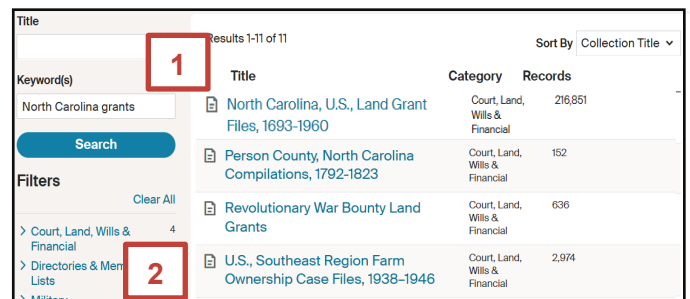 Title
Results 1-11 of 11
Sort By Collection Title
1
Keyword(s)
North Carolina grants
Search
Filters
Clear All
Court, Land, Wills & 4
Financial
Directories &
Lists
2
Title Category Records
North Carolina, U.S., Land Grant Court, Land, 216,851
Files, 1693-1960 Wills &
Financial
Person County, North Carolina Court, Land, 152
Compilations, 1792-1823 Wills &
Financial
Revolutionary War Bounty Land Court, Land, 636
Grants Wills &
Financial
U.S., Southeast Region Farm Court, Land, 2,974
Ownership Case Files, 1938–1946 Wills &
Financial